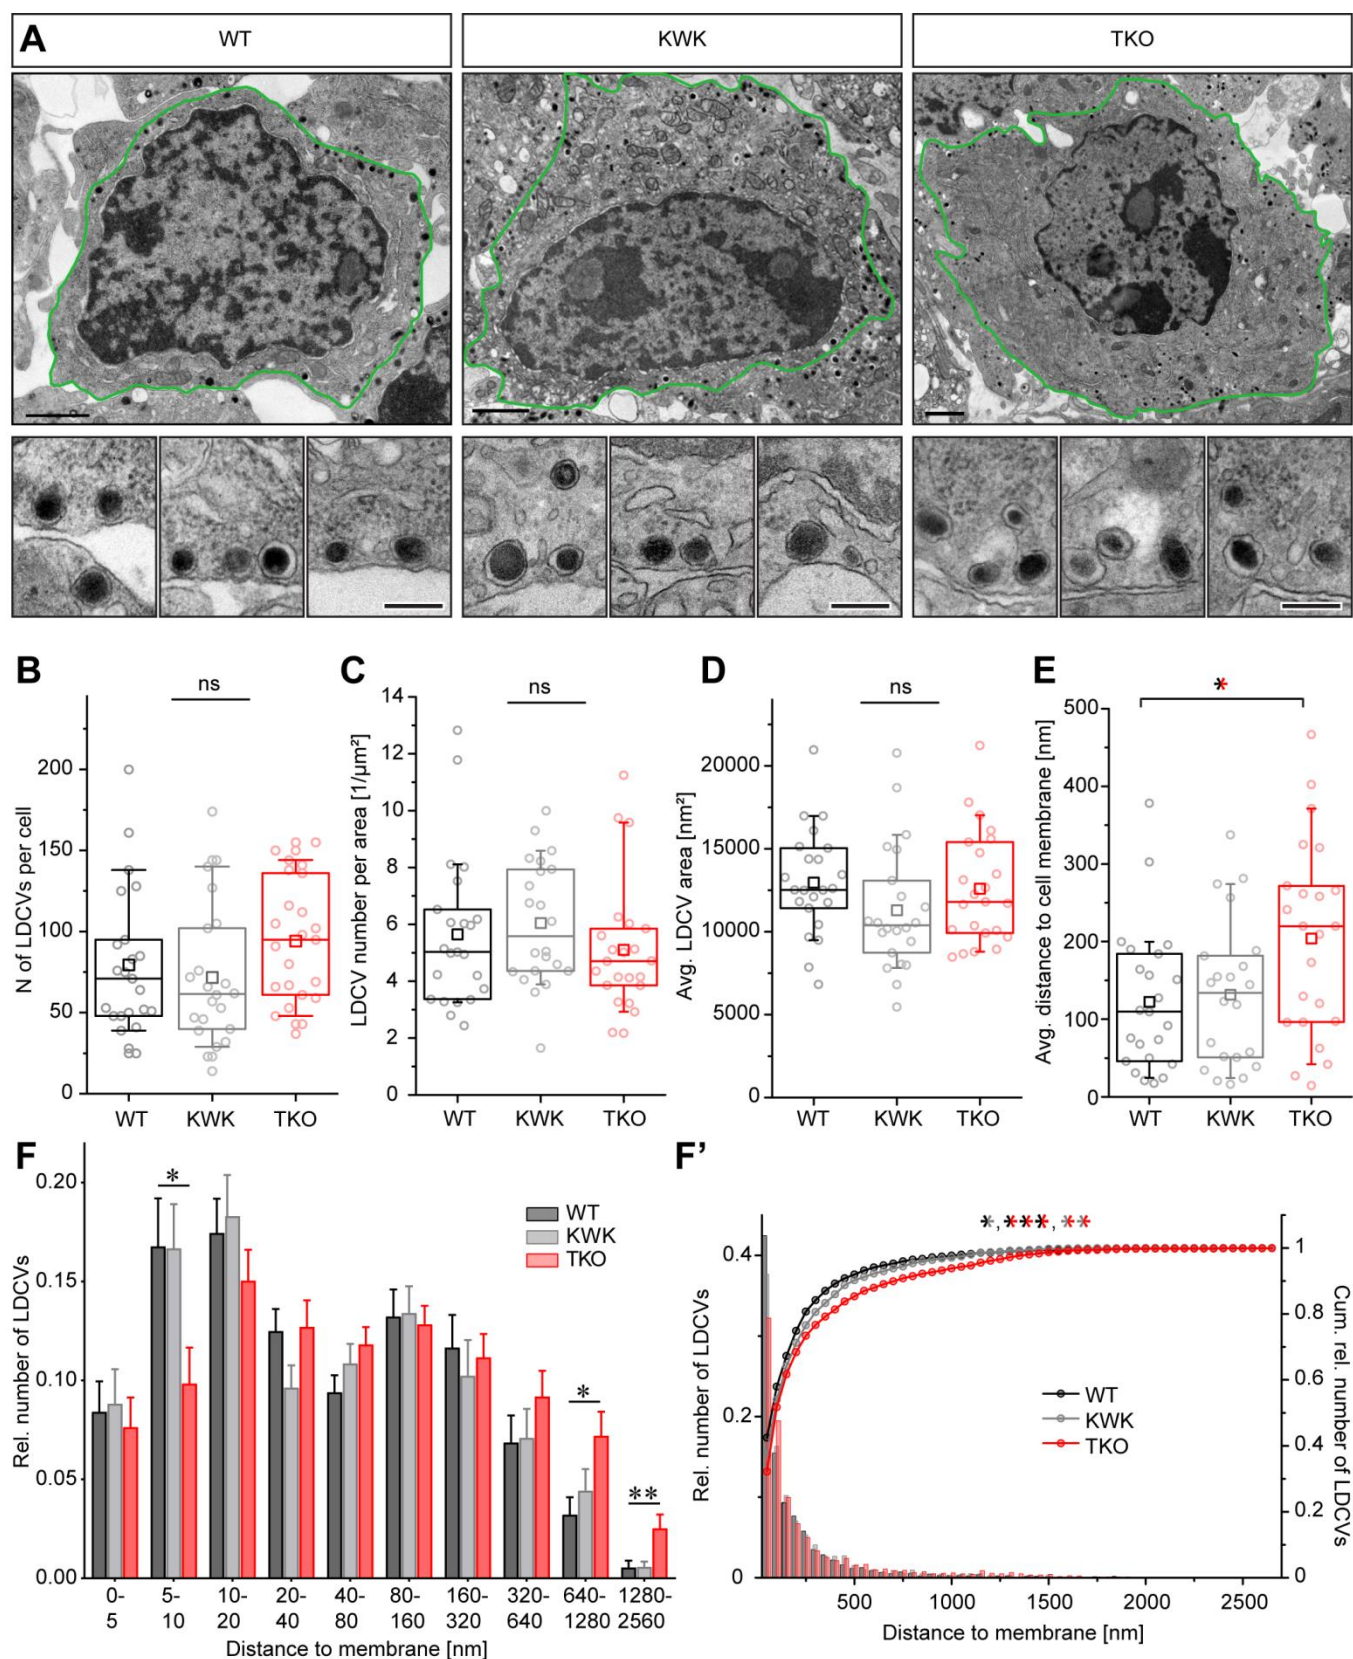 A
WT
KWK
TKO
B
ns
N of LDCVs per cell
200
150
100
50
0
WT
KWK
TKO
C
ns
LDCV number per area [1/µm²]
14
12
10
8
6
4
2
0
WT
KWK
TKO
D
ns
Avg. LDCV area [nm²]
20000
15000
10000
5000
0
WT
KWK
TKO
E
*
Avg. distance to cell membrane [nm]
500
400
300
200
100
0
WT
KWK
TKO
F
Rel. number of LDCVs
0.20
0.15
0.10
0.05
0.00
*
*
**
WT
KWK
TKO
0-
5
5-
10
10-
20
20-
40
40-
80
80-
160
160-
320
320-
640
640-
1280
1280-
2560
Distance to membrane [nm]
F’
*, ***, **
Rel. number of LDCVs
0.4
0.2
0
WT
KWK
TKO
1
0.8
0.6
0.4
0.2
0
Cum. rel. number of LDCVs
500
1000
1500
2000
2500
Distance to membrane [nm]